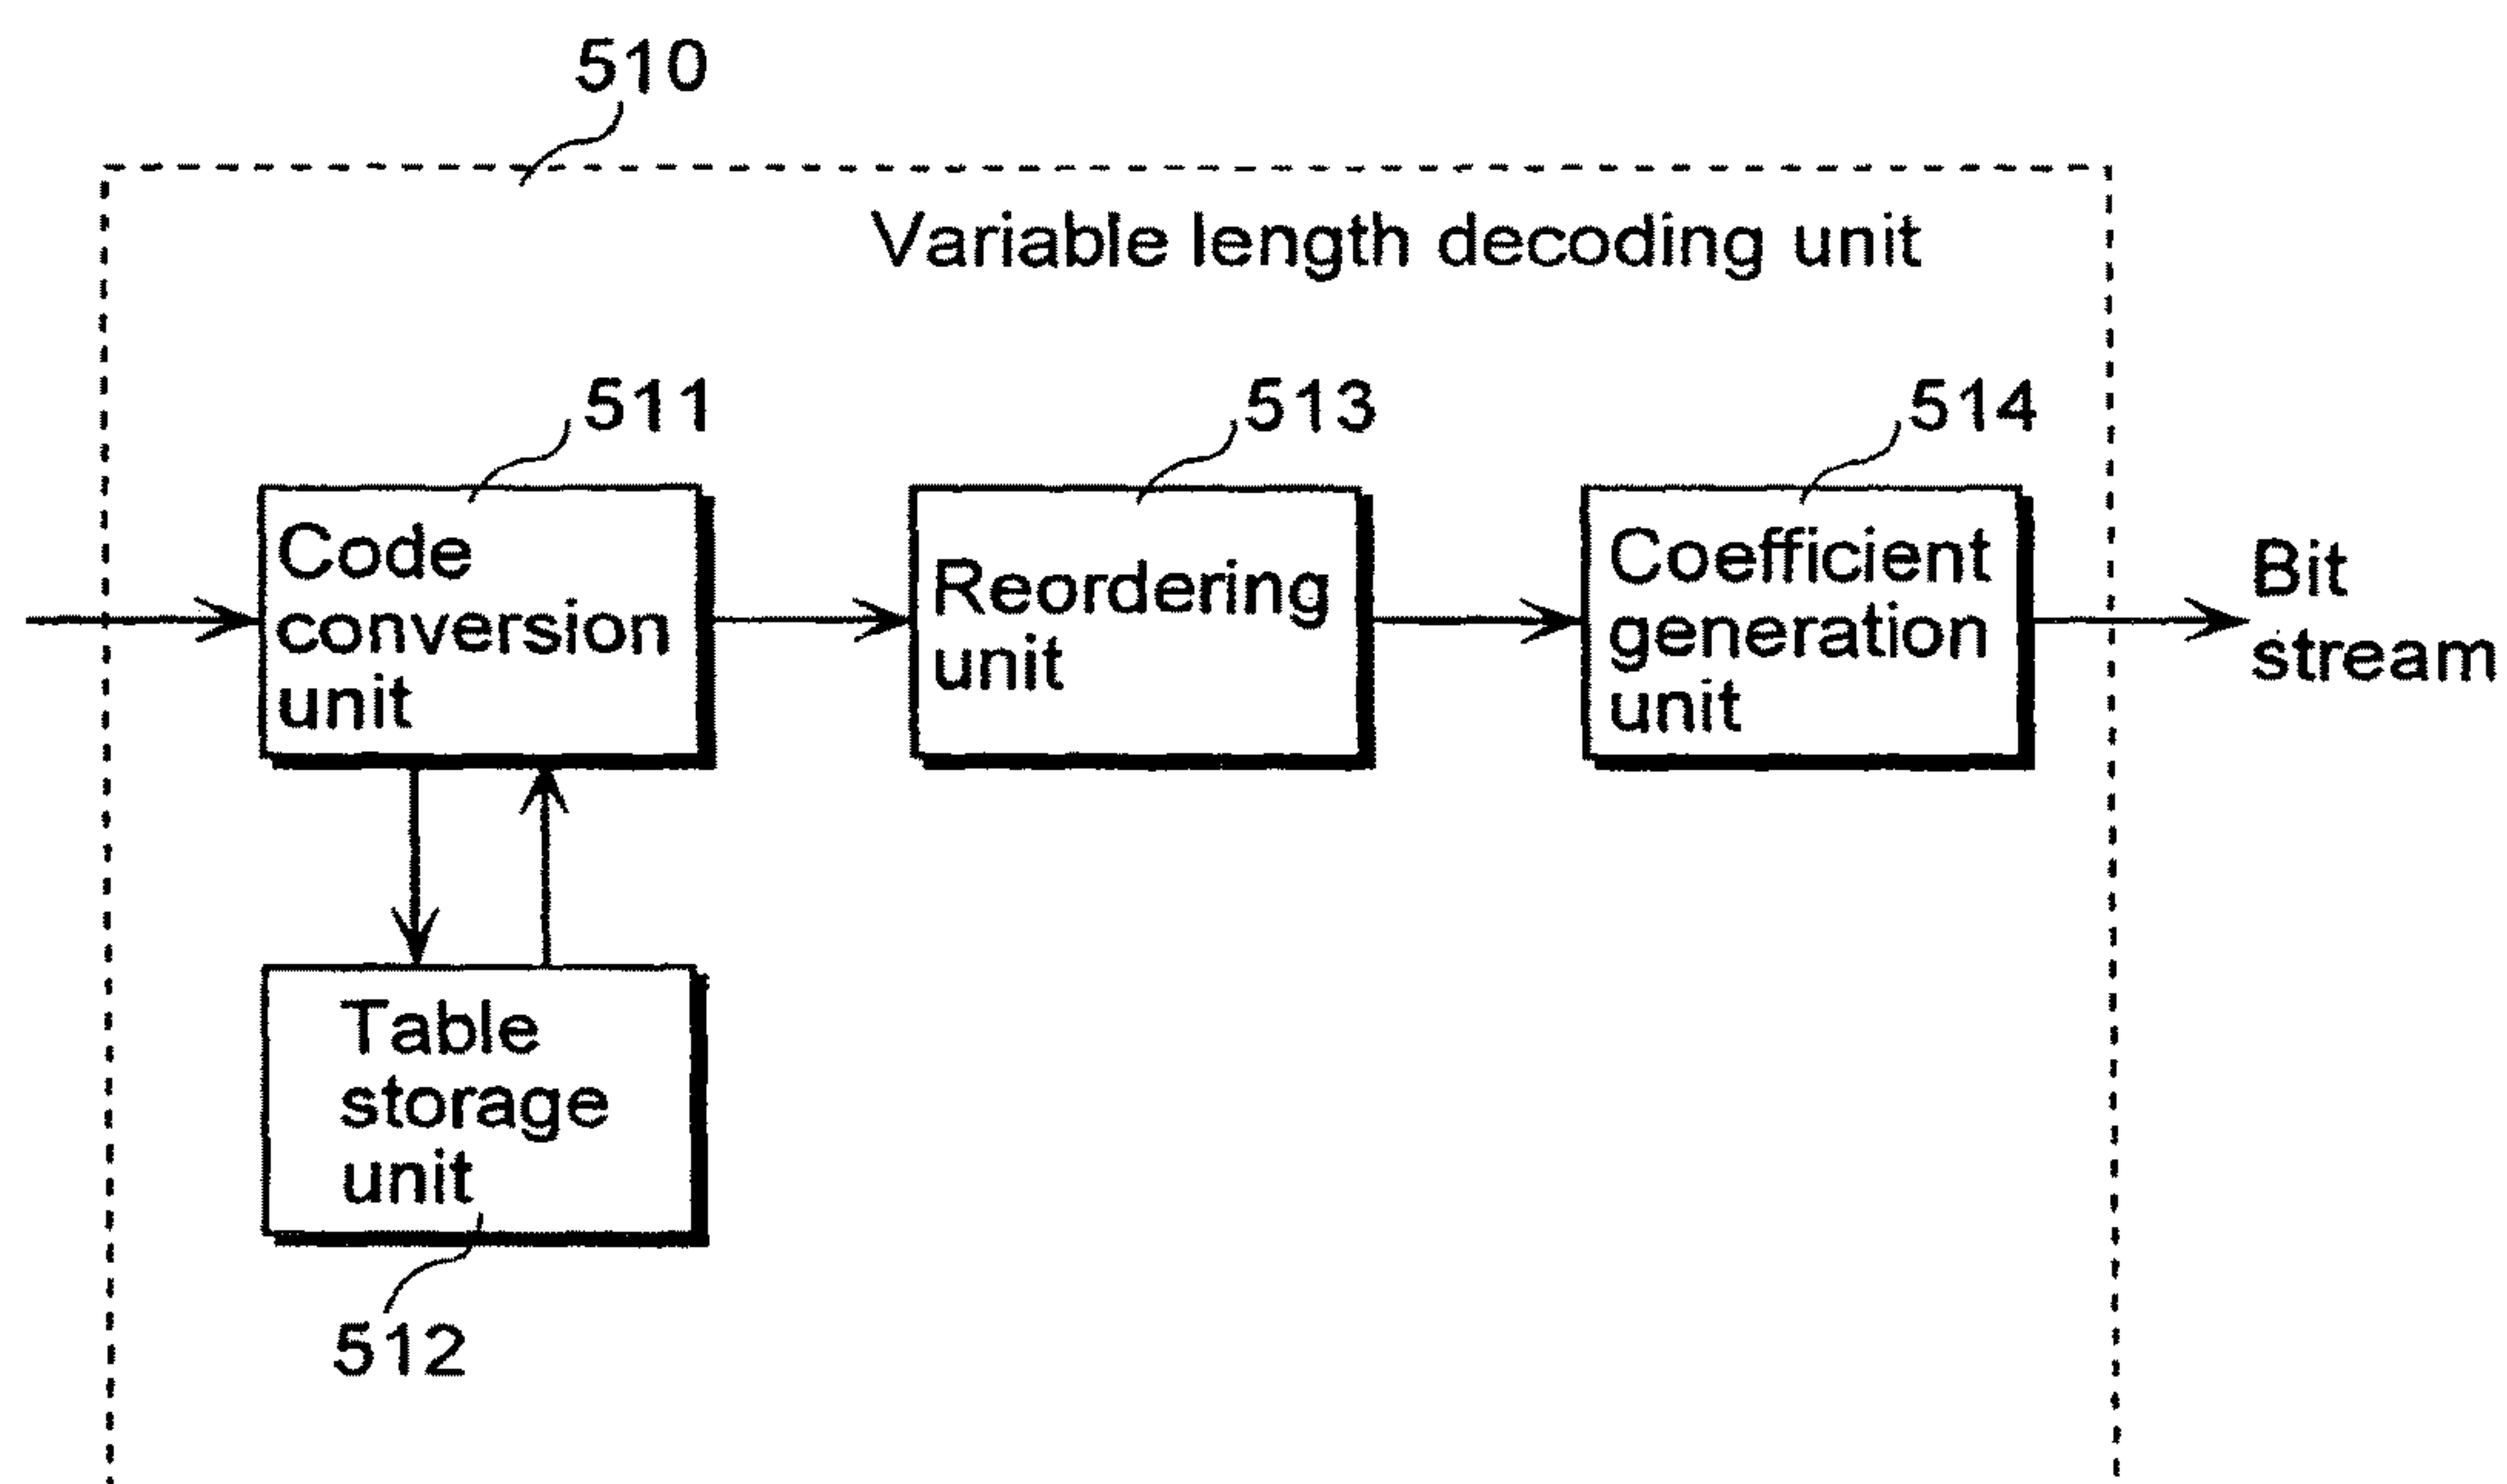 510
Variable length decoding unit
511
513
514
Code
conversion
unit
Reordering
unit
Coefficient
generation
unit
Bit
stream
Table
storage
unit
512